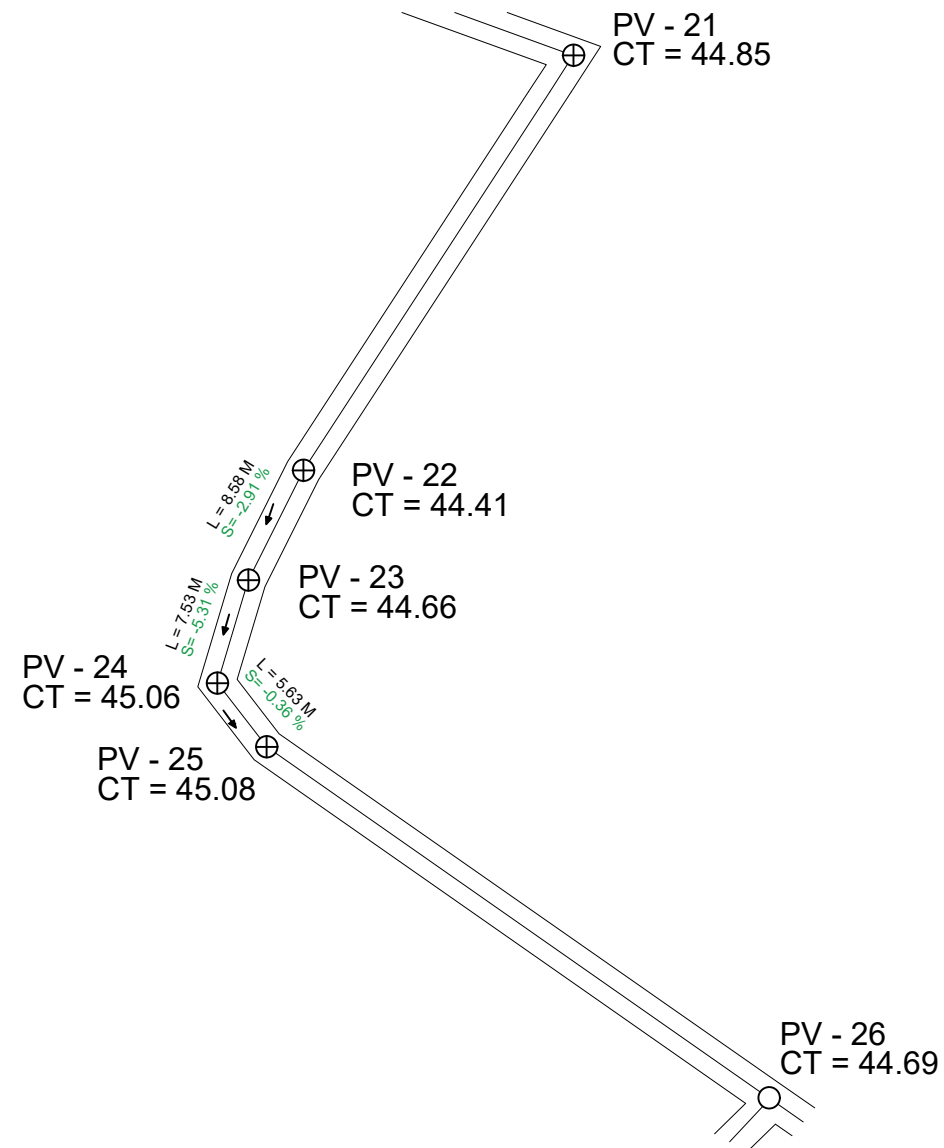 PV - 21
CT = 44.85
L = 8.58 M
S= -2.91 %
PV - 22
CT = 44.41
L = 7.53 M
S= -5.31 %
PV - 23
CT = 44.66
PV - 24
CT = 45.06
L = 5.63 M
S= -0.36 %
PV - 25
CT = 45.08
PV - 26
CT = 44.69